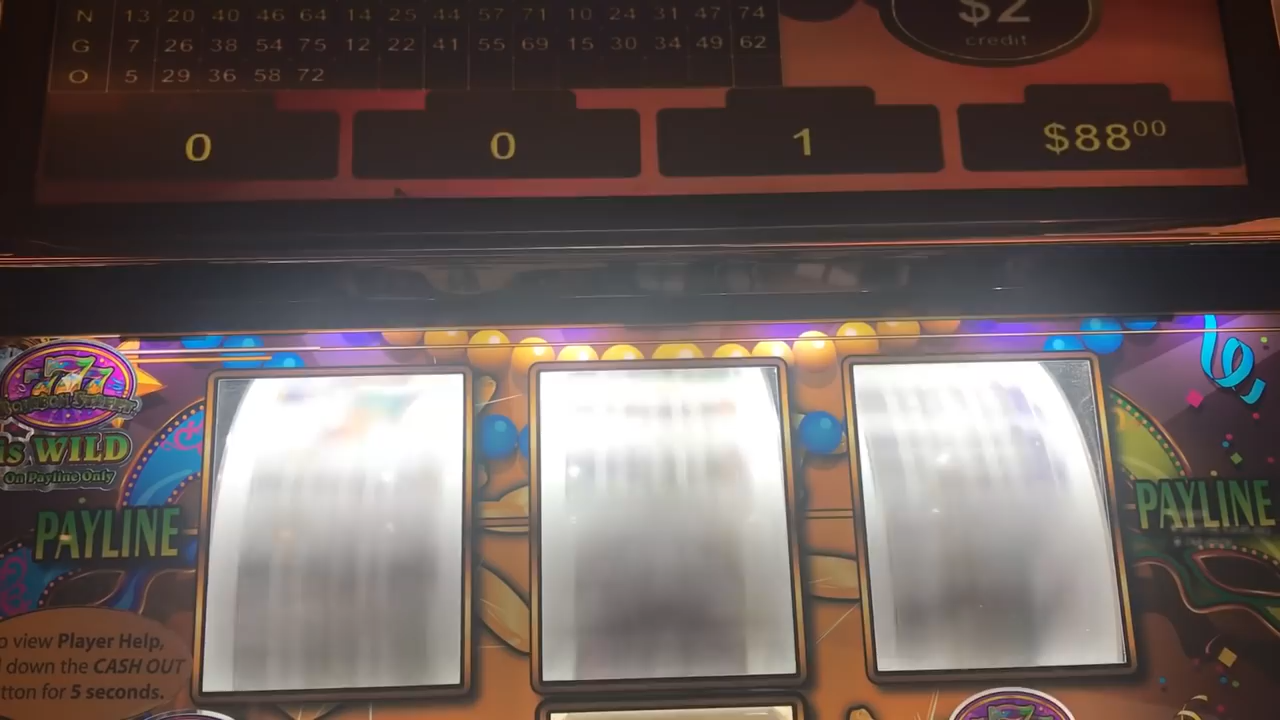 N 13 20 40 46 64 14 25 44 57 71 10 24 31 47 74
G 7 26 38 54 75 12 22 41 55 69 15 30 34 49 62
O 5 29 36 58 72
$2
credit
0 0 1 $88 00
777
is WILD
On Payline Only
PAYLINE
PAYLINE
o view Player Help,
down the CASH OUT
tton for 5 seconds.